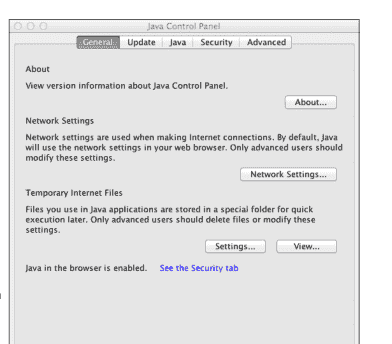 Java Control Panel
General Update Java Security Advanced
About
View version information about Java Control Panel.
About...
Network Settings
Network settings are used when making Internet connections. By default, Java
will use the network settings in your web browser. Only advanced users should
modify these settings.
Network Settings...
Temporary Internet Files
Files you use in Java applications are stored in a special folder for quick
execution later. Only advanced users should delete files or modify these
settings.
Settings... View...
Java in the browser is enabled. See the Security tab